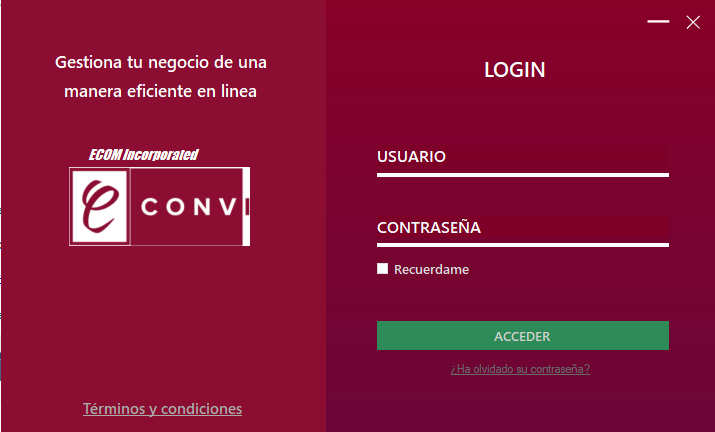 Gestiona tu negocio de una
manera eficiente en linea
ECOM Incorporated
CONVI
Términos y condiciones
LOGIN
USUARIO
CONTRASEÑA
Recuerdame
ACCEDER
¿Ha olvidado su contraseña?